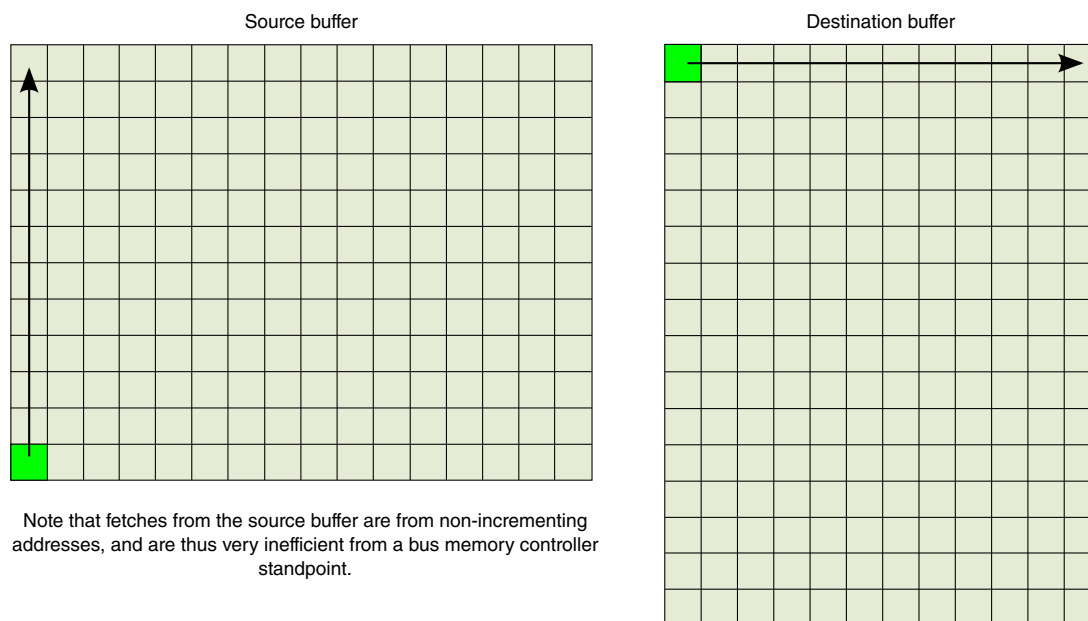 Source buffer
Destination buffer
Note that fetches from the source buffer are from non-incrementing
addresses, and are thus very inefficient from a bus memory controller
standpoint.